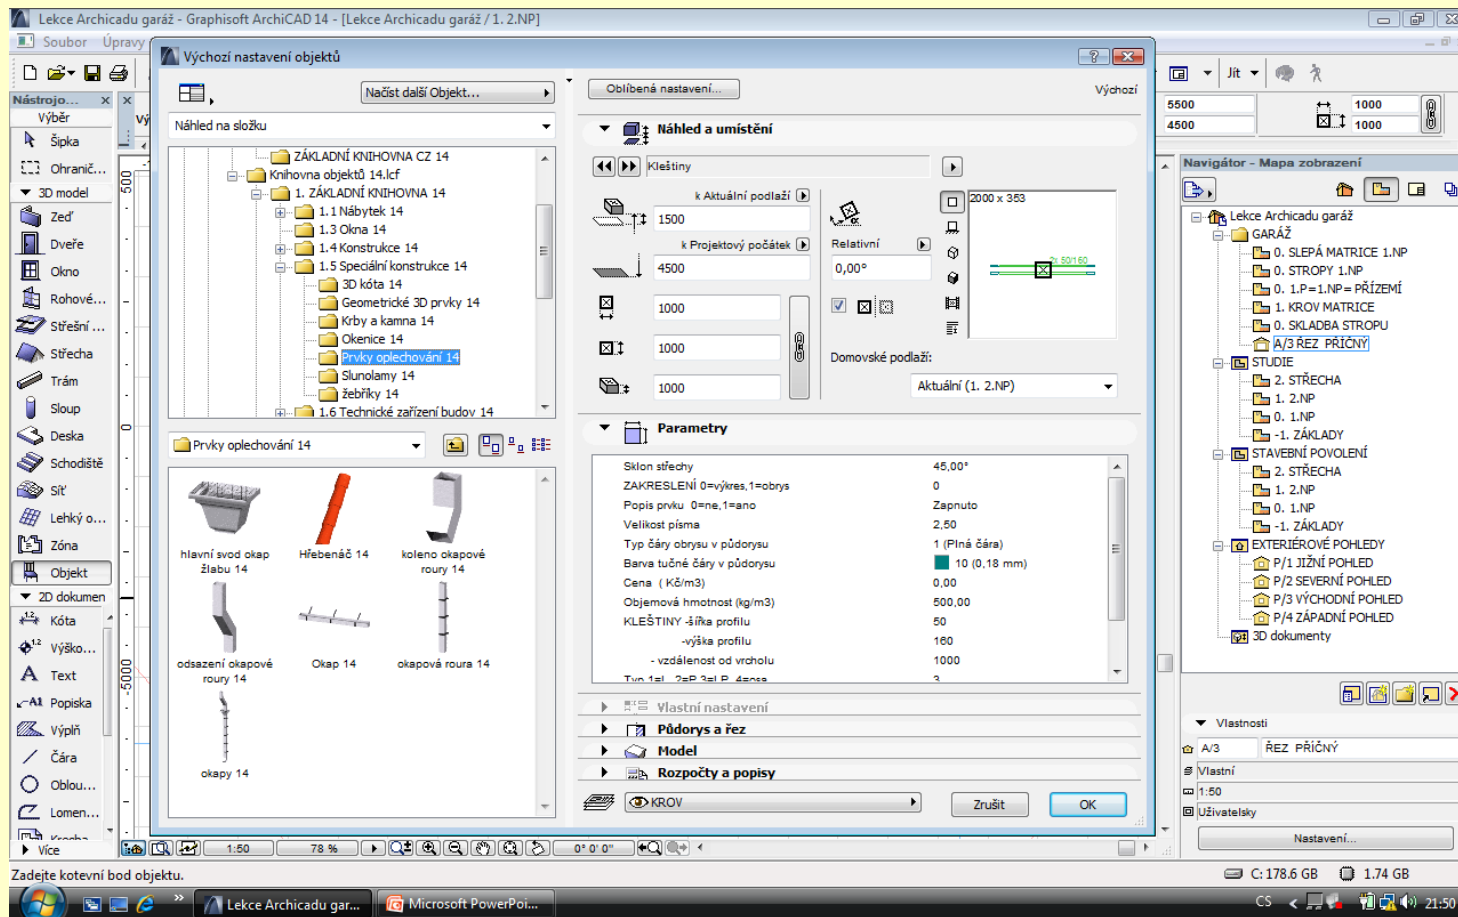 Lekce Archicadu garáž - Graphisoft ArchiCAD 14 - [Lekce Archicadu garáž / 1. 2.NP]
Soubor Úpravy
Výchozí nastavení objektů
Načíst další Objekt...
Náhled na složku
ZÁKLADNÍ KNIHOVNA CZ 14
Knihovna objektů 14.lcf
1. ZÁKLADNÍ KNIHOVNA 14
1.1 Nábytek 14
1.3 Okna 14
1.4 Konstrukce 14
1.5 Speciální konstrukce 14
3D kóta 14
Geometrické 3D prvky 14
Krby a kamna 14
Okenice 14
Prvky oplechování 14
Slunolamy 14
žebříky 14
1.6 Technické zařízení budov 14
Prvky oplechování 14
hlavní svod okap žlabu 14
Hřebenáč 14
koleno okapové roury 14
odsazení okapové roury 14
Okap 14
okapová roura 14
okapy 14
Oblíbená nastavení...
Výchozí
Náhled a umístění
Kleštiny
k Aktuální podlaží
1500
k Projektový počátek
4500
1000
1000
1000
Relativní
0,00°
2000 x 353
2x 50/160
Domovské podlaží:
Aktuální (1. 2.NP)
Parametry
Sklon střechy 45,00°
ZAKRESLENÍ 0=výkres,1=obrys 0
Popis prvku 0=ne,1=ano Zapnuto
Velikost písma 2,50
Typ čáry obrysu v půdorysu 1 (Plná čára)
Barva tučné čáry v půdorysu 10 (0,18 mm)
Cena ( Kč/m3) 0,00
Objemová hmotnost (kg/m3) 500,00
KLEŠTINY -šířka profilu 50
-výška profilu 160
- vzdálenost od vrcholu 1000
Typ 1=L, 2=P, 3=LP, 4=osa 3
Vlastní nastavení
Půdorys a řez
Model
Rozpočty a popisy
KROV
Zrušit
OK
Nástrojo...
Výběr
Šipka
Ohranič...
3D model
Zeď
Dveře
Okno
Rohové...
Střešní ...
Střecha
Trám
Sloup
Deska
Schodiště
Síť
Lehký o...
Zóna
Objekt
2D dokumen
Kóta
Výško...
Text
Popiska
Výplň
Čára
Oblou...
Lomen...
Více
Vý
500
0
-5000
Jít
5500
4500
1000
1000
Navigátor - Mapa zobrazení
Lekce Archicadu garáž
GARÁŽ
0. SLEPÁ MATRICE 1.NP
0. STROPY 1.NP
0. 1.P=1.NP= PŘÍZEMÍ
1. KROV MATRICE
0. SKLADBA STROPU
A/3 ŘEZ PŘÍČNÝ
STUDIE
2. STŘECHA
1. 2.NP
0. 1.NP
-1. ZÁKLADY
STAVEBNÍ POVOLENÍ
2. STŘECHA
1. 2.NP
0. 1.NP
-1. ZÁKLADY
EXTERIÉROVÉ POHLEDY
P/1 JIŽNÍ POHLED
P/2 SEVERNÍ POHLED
P/3 VÝCHODNÍ POHLED
P/4 ZÁPADNÍ POHLED
3D dokumenty
Vlastnosti
A/3 ŘEZ PŘÍČNÝ
Vlastní
1:50
Uživatelsky
Nastavení...
1:50
78 %
0° 0' 0"
Zadejte kotevní bod objektu.
C: 178.6 GB
1.74 GB
Lekce Archicadu gar...
Microsoft PowerPoi...
CS
21:50